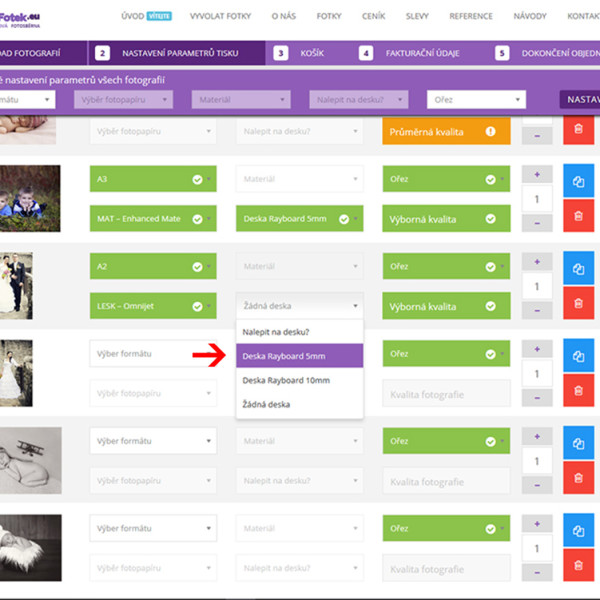 Fotek.eu
FOTOSBĚRNA
ÚVOD VÍTEJTE VYVOLAT FOTKY O NÁS FOTKY CENÍK SLEVY REFERENCE NÁVODY KONTAK
OAD FOTOGRAFIÍ 2 NASTAVENÍ PARAMETRŮ TISKU 3 KOŠÍK 4 FAKTURAČNÍ ÚDAJE 5 DOKONČENÍ OBJEDN
é nastavení parametrů všech fotografií
mátu Výběr fotopapíru Materiál Nalepit na desku? Ořez NASTAV
Výběr fotopapíru Nalepit na desku? Průměrná kvalita
A3 Materiál Ořez
1
MAT – Enhanced Mate Deska Rayboard 5mm Výborná kvalita
A2 Materiál Ořez
1
LESK – Omnijet Žádná deska Výborná kvalita
Nalepit na desku?
Výběr formátu Deska Rayboard 5mm Ořez
1
Deska Rayboard 10mm
Výběr fotopapíru Kvalita fotografie
Žádná deska
Výběr formátu Materiál Ořez
1
Výběr fotopapíru Nalepit na desku? Kvalita fotografie
Výběr formátu Materiál Ořez
1
Výběr fotopapíru Nalepit na desku? Kvalita fotografie